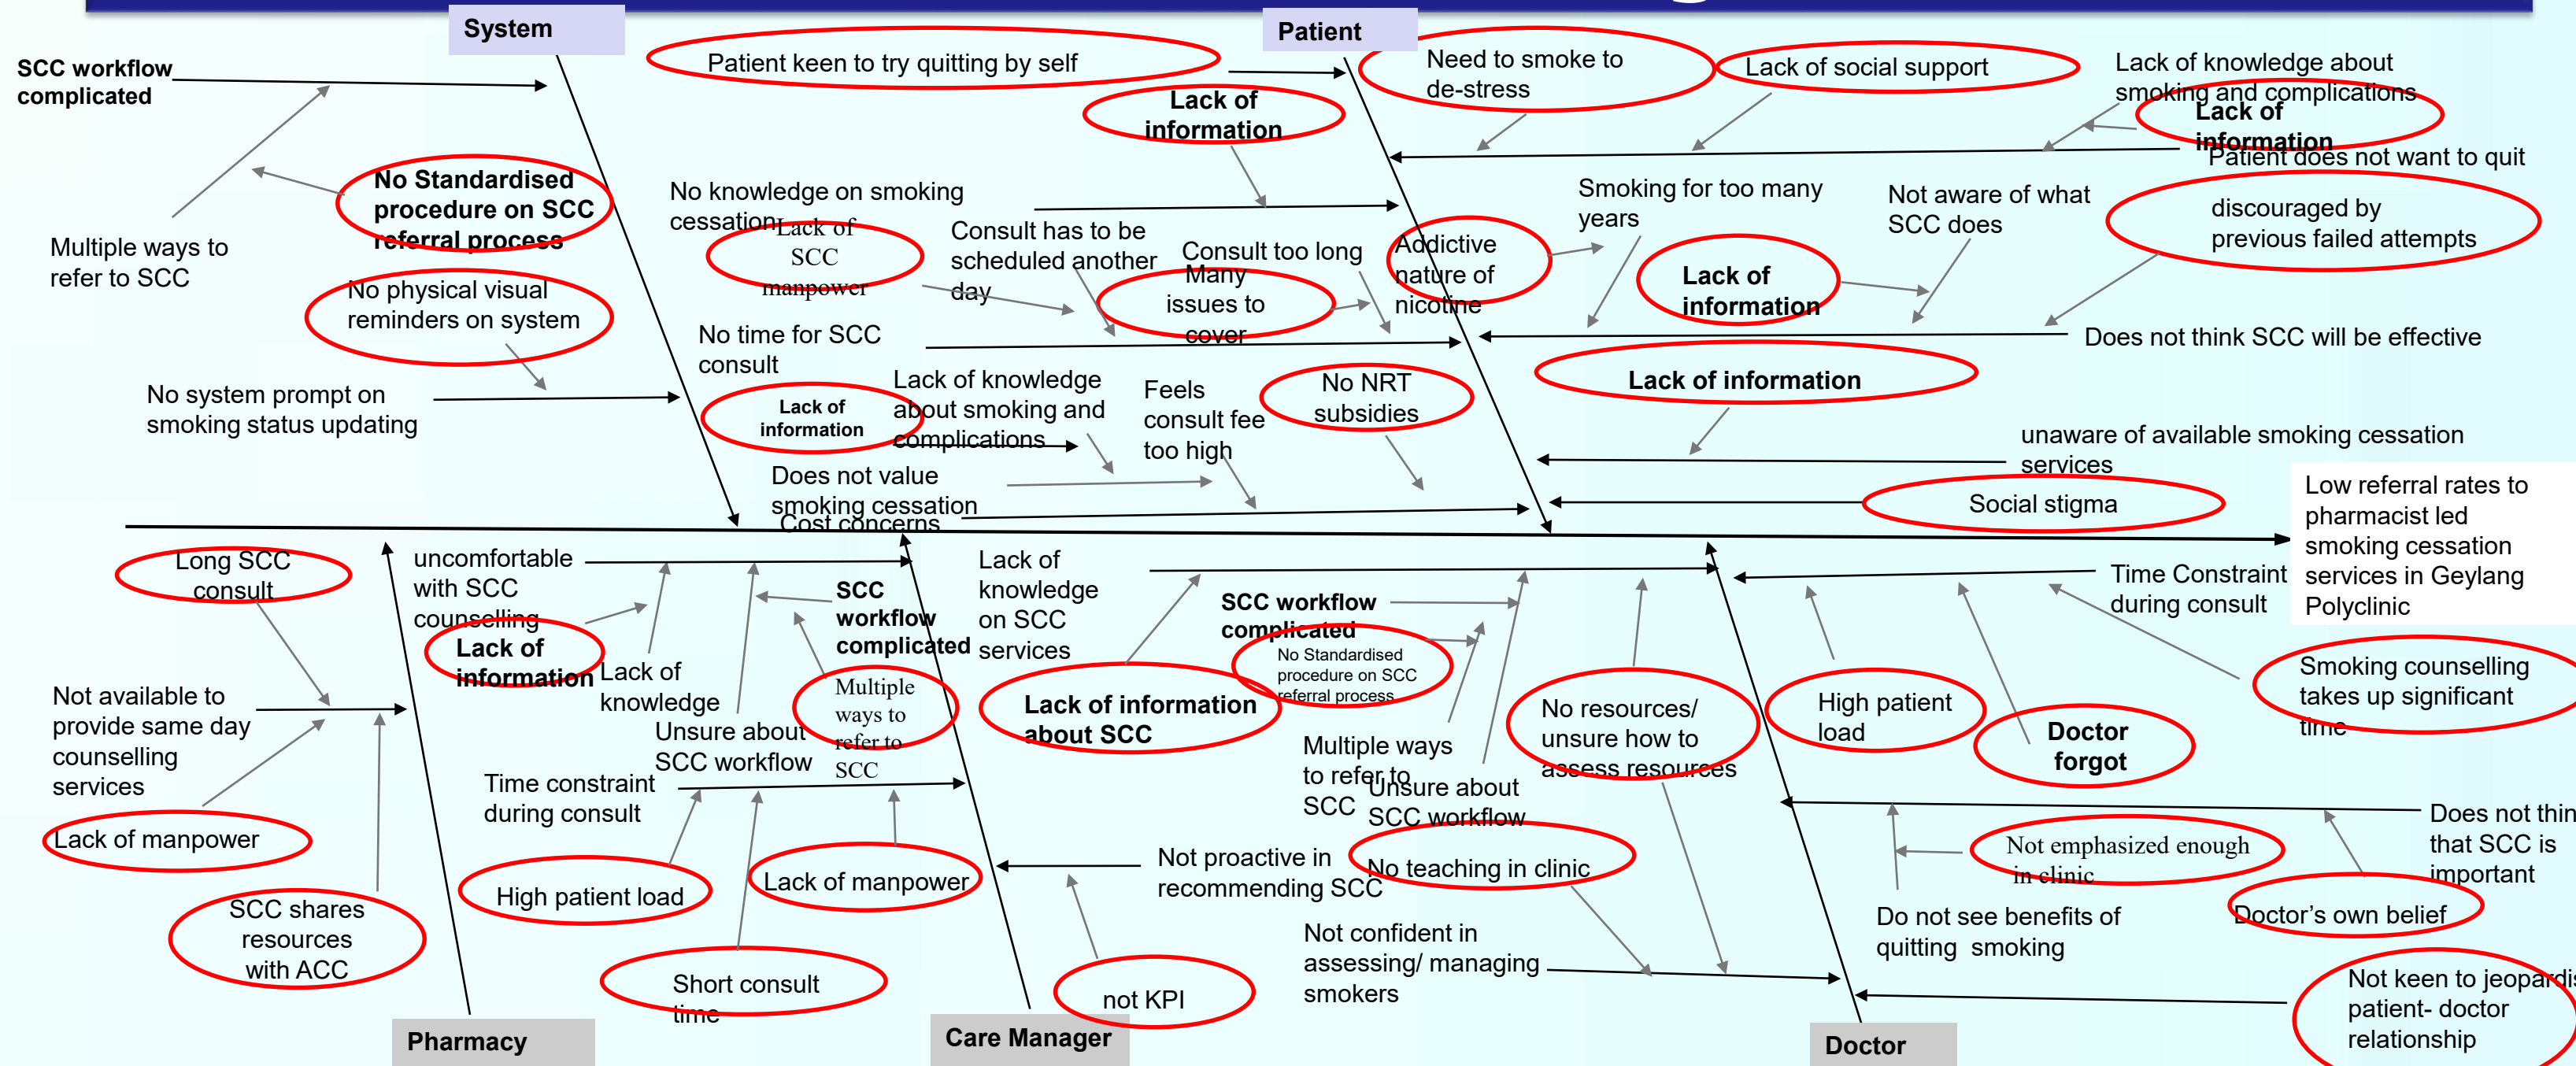 System
Patient
SCC workflow
complicated
Patient keen to try quitting by self
Need to smoke to
de-stress
Lack of social support
Lack of knowledge about
smoking and complications
Lack of
information
Lack of
information
Patient does not want to quit
No Standardised
procedure on SCC
referral process
Multiple ways to
refer to SCC
No knowledge on smoking
cessation
Lack of
SCC
manpower
Consult has to be
scheduled another
day
Consult too long
Many
issues to
cover
Addictive
nature of
nicotine
Smoking for too many
years
Lack of
information
Not aware of what
SCC does
discouraged by
previous failed attempts
No physical visual
reminders on system
No time for SCC
consult
Does not think SCC will be effective
No system prompt on
smoking status updating
Lack of
information
Lack of knowledge
about smoking and
complications
Feels
consult fee
too high
No NRT
subsidies
Lack of information
unaware of available smoking cessation
services
Does not value
smoking cessation
Cost concerns
Social stigma
Low referral rates to
pharmacist led
smoking cessation
services in Geylang
Polyclinic
Long SCC
consult
uncomfortable
with SCC
counselling
Lack of
information
Lack of
knowledge
SCC
workflow
complicated
Multiple
ways to
refer to
SCC
Unsure about
SCC workflow
Lack of
knowledge
on SCC
services
SCC workflow
complicated
No Standardised
procedure on SCC
referral process
Lack of information
about SCC
Multiple ways
to refer to
SCC
Unsure about
SCC workflow
No resources/
unsure how to
assess resources
Time Constraint
during consult
High patient
load
Doctor
forgot
Smoking counselling
takes up significant
time
Not available to
provide same day
counselling
services
Lack of manpower
SCC shares
resources
with ACC
Time constraint
during consult
High patient load
Lack of manpower
Short consult
time
Not proactive in
recommending SCC
not KPI
No teaching in clinic
Not confident in
assessing/ managing
smokers
Does not thin
that SCC is
important
Not emphasized enough
in clinic
Do not see benefits of
quitting smoking
Doctor's own belief
Not keen to jeopardis
patient- doctor
relationship
Pharmacy
Care Manager
Doctor